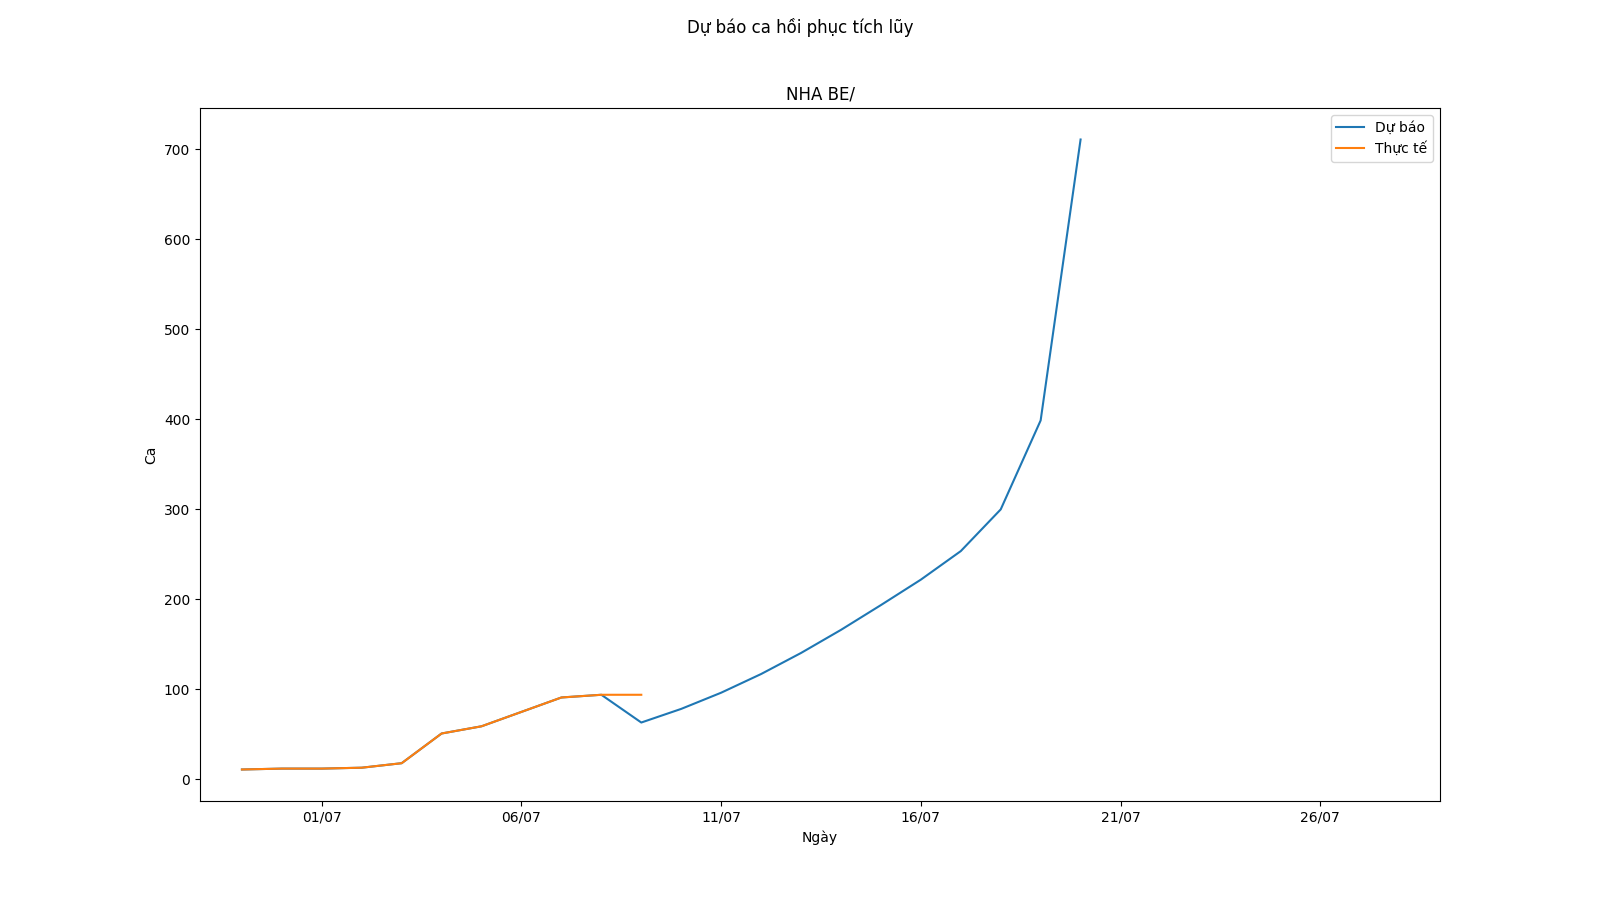 Dự báo ca hồi phục tích lũy
NHA BE/
Dự báo
Thực tế
700
600
500
400
300
200
100
0
Ca
01/07
06/07
11/07
16/07
21/07
26/07
Ngày